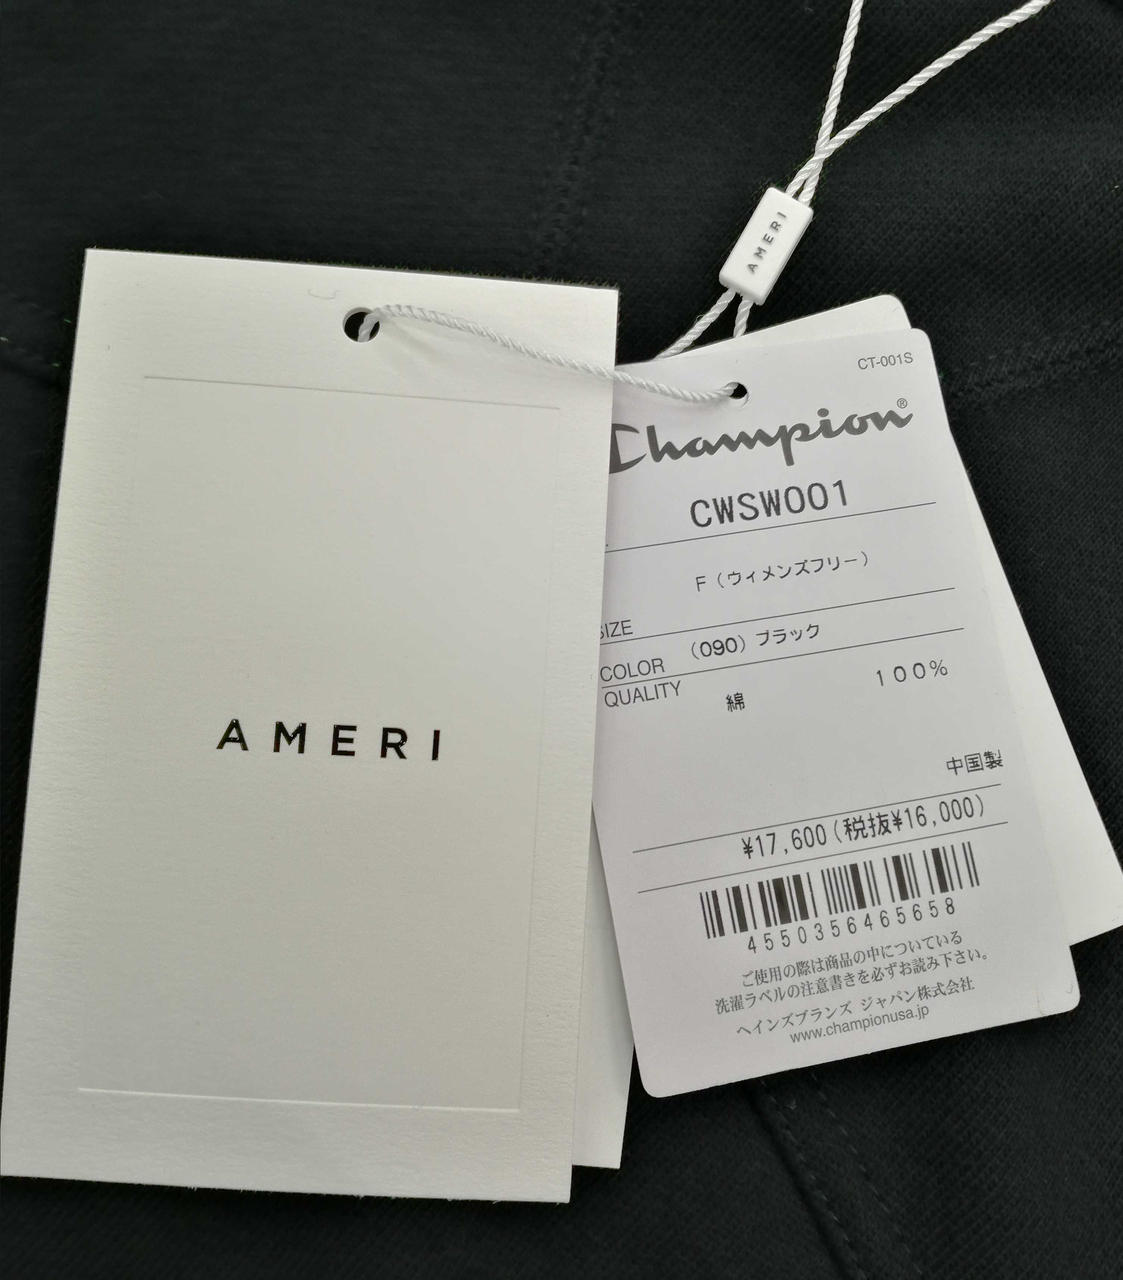 AMERI
CT-001S
Champion®
CWSW001
F（ウィメンズフリー）
SIZE
COLOR （090）ブラック
QUALITY
綿 100%
中国製
¥17,600(税抜¥16,000)
4550356465658
ご使用の際は商品の中についている
洗濯ラベルの注意書きを必ずお読み下さい。
ヘインズブランズ ジャパン株式会社
www.championusa.jp
AMERI